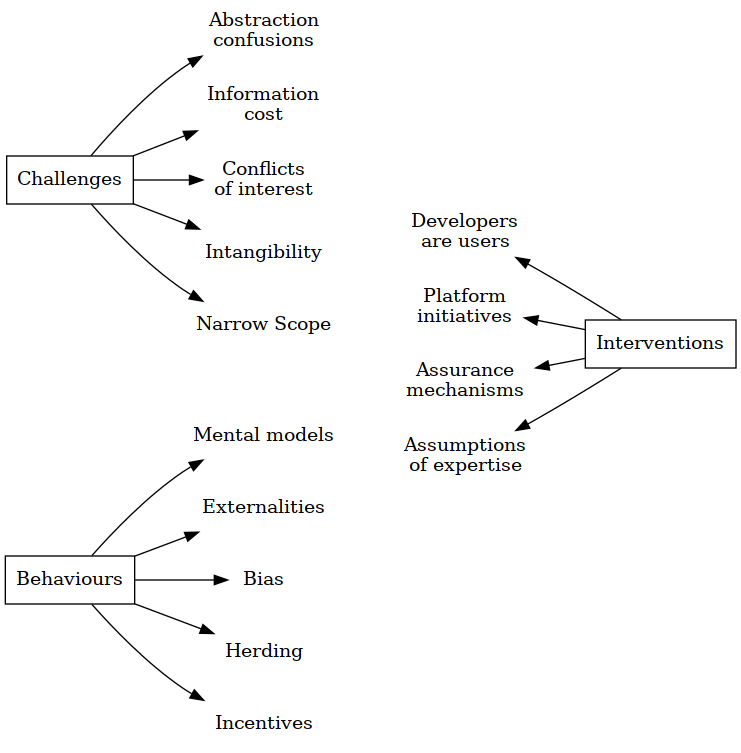 Challenges
Abstraction
confusions
Information
cost
Conflicts
of interest
Intangibility
Narrow Scope
Behaviours
Mental models
Externalities
Bias
Herding
Incentives
Interventions
Developers
are users
Platform
initiatives
Assurance
mechanisms
Assumptions
of expertise